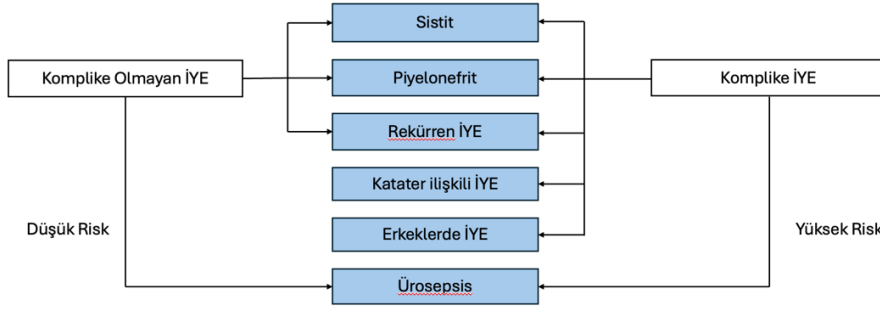 Sistit
Komplike Olmayan İYE
Piyelonefrit
Komplike İYE
Rekürren İYE
Katater ilişkili İYE
Erkeklerde İYE
Düşük Risk
Yüksek Risk
Ürosepsis